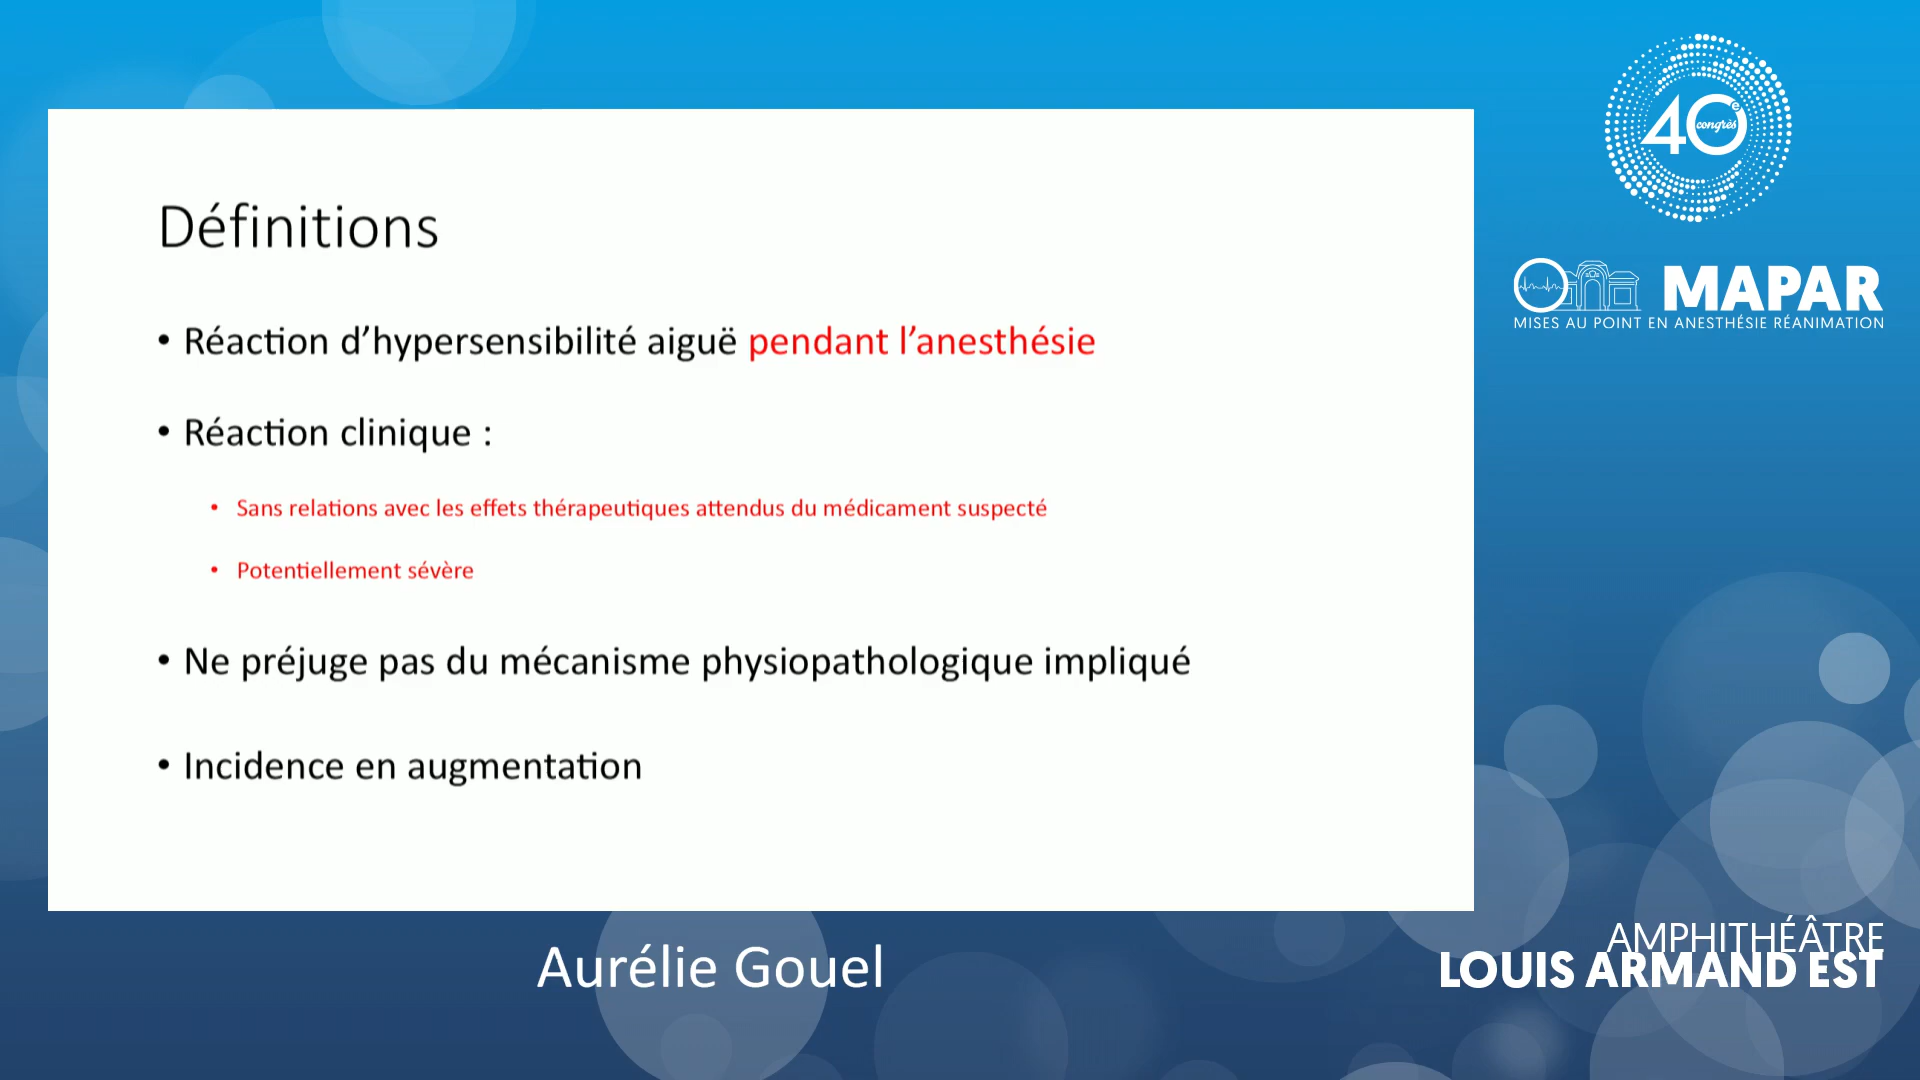 Définitions
• Réaction d’hypersensibilité aiguë pendant l’anesthésie
• Réaction clinique :
• Sans relations avec les effets thérapeutiques attendus du médicament suspecté
• Potentiellement sévère
• Ne préjuge pas du mécanisme physiopathologique impliqué
• Incidence en augmentation
40e congrès
MAPAR
MISES AU POINT EN ANESTHÉSIE RÉANIMATION
Aurélie Gouel
AMPHITHÉÂTRE
LOUIS ARMAND EST